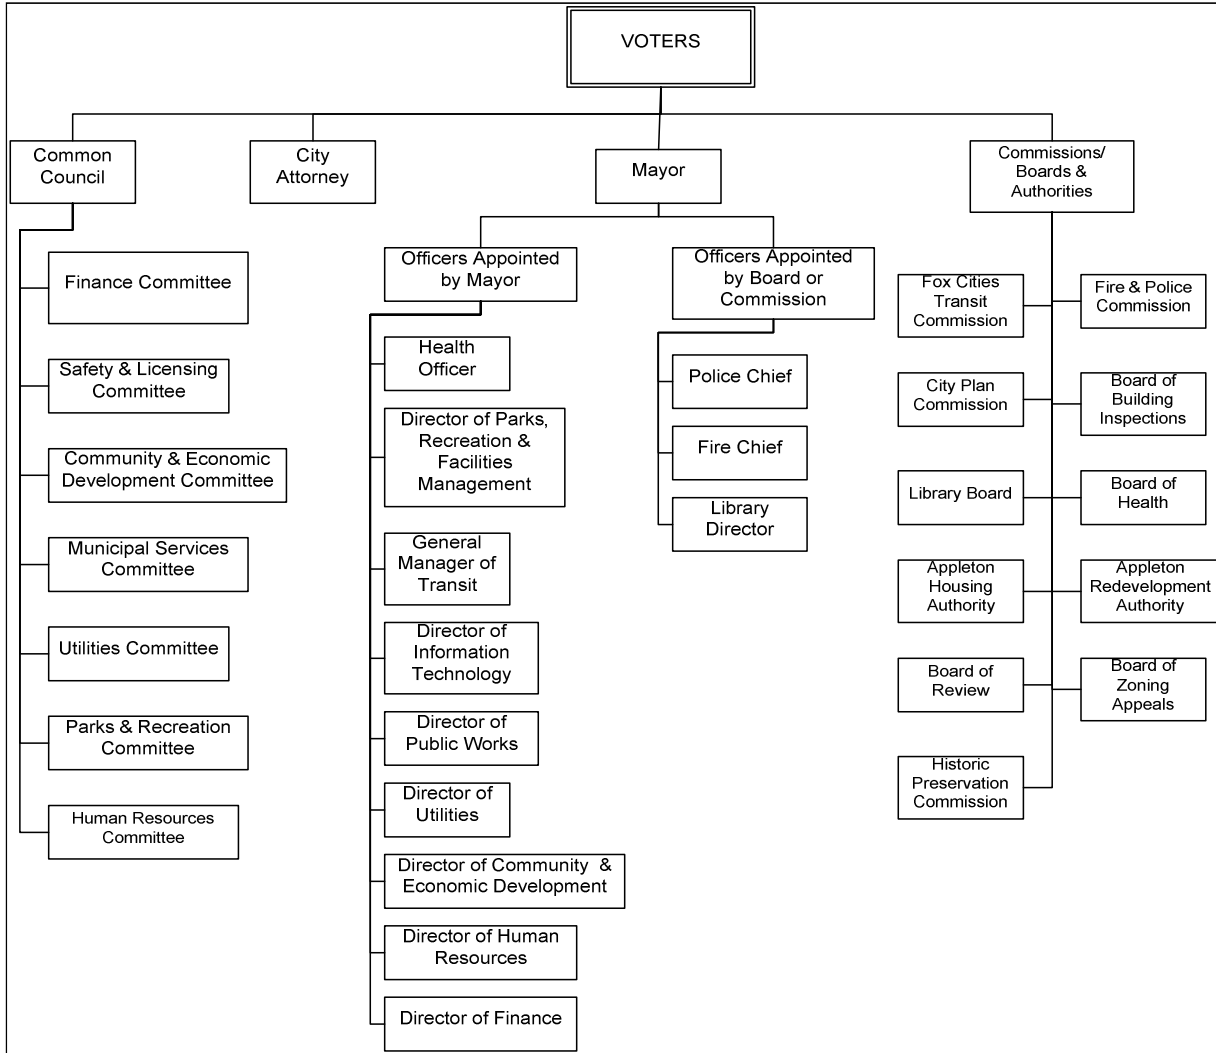 VOTERS
Common
Council
City
Attorney
Mayor
Commissions/
Boards &
Authorities
Finance Committee
Safety & Licensing
Committee
Community & Economic
Development Committee
Municipal Services
Committee
Utilities Committee
Parks & Recreation
Committee
Human Resources
Committee
Officers Appointed
by Mayor
Health
Officer
Director of Parks,
Recreation &
Facilities
Management
General
Manager of
Transit
Director of
Information
Technology
Director of
Public Works
Director of
Utilities
Director of Community &
Economic Development
Director of Human
Resources
Director of Finance
Officers Appointed
by Board or
Commission
Police Chief
Fire Chief
Library
Director
Fox Cities
Transit
Commission
Fire & Police
Commission
City Plan
Commission
Board of
Building
Inspections
Library Board
Board of
Health
Appleton
Housing
Authority
Appleton
Redevelopment
Authority
Board of
Review
Board of
Zoning
Appeals
Historic
Preservation
Commission